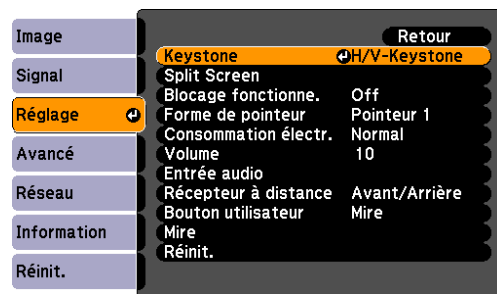 Image
Signal
Réglage
Avancé
Réseau
Information
Réinit.
Retour
Keystone H/V-Keystone
Split Screen
Blocage fonctionne. Off
Forme de pointeur Pointeur 1
Consommation électr. Normal
Volume 10
Entrée audio
Récepteur à distance Avant/Arrière
Bouton utilisateur Mire
Mire
Réinit.